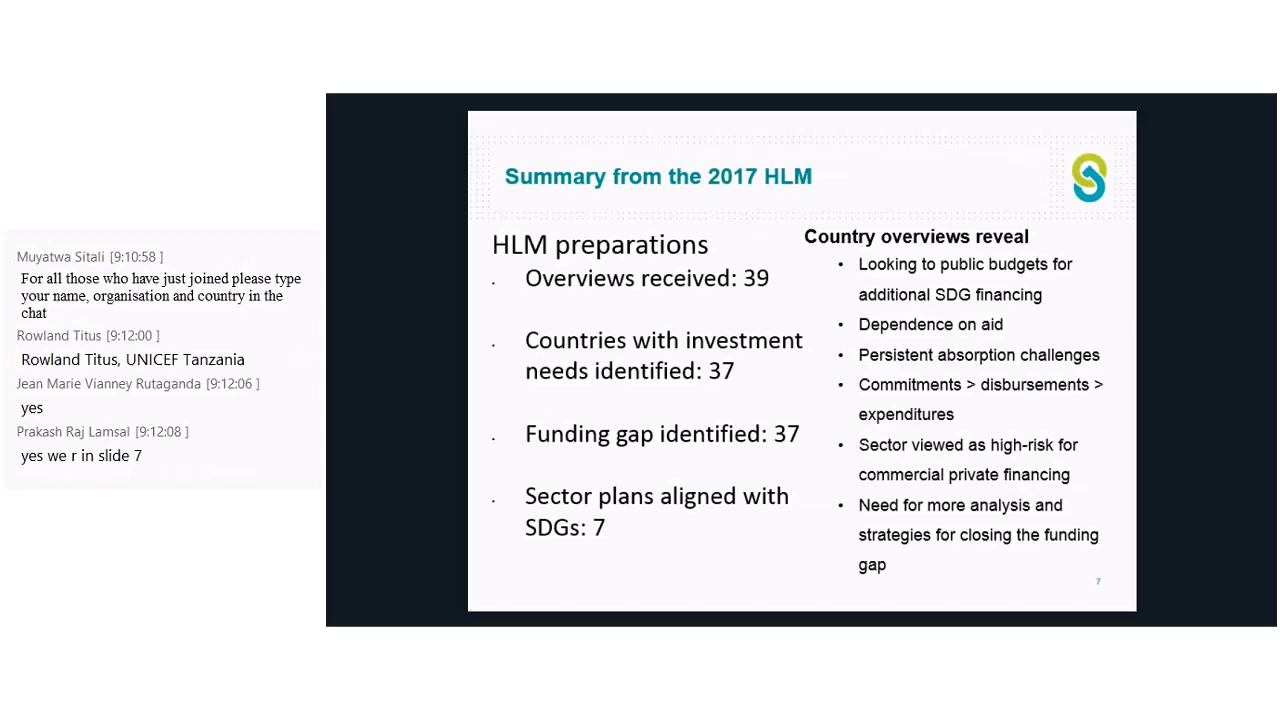 Muyatwa Sitali [9:10:58 ]
For all those who have just joined please type
your name, organisation and country in the
chat
Rowland Titus [9:12:00 ]
Rowland Titus, UNICEF Tanzania
Jean Marie Vianney Rutaganda [9:12:06 ]
yes
Prakash Raj Lamsal [9:12:08 ]
yes we r in slide 7
Summary from the 2017 HLM
HLM preparations
. Overviews received: 39
. Countries with investment
needs identified: 37
. Funding gap identified: 37
. Sector plans aligned with
SDGs: 7
Country overviews reveal
• Looking to public budgets for
additional SDG financing
• Dependence on aid
• Persistent absorption challenges
• Commitments > disbursements >
expenditures
• Sector viewed as high-risk for
commercial private financing
• Need for more analysis and
strategies for closing the funding
gap
7